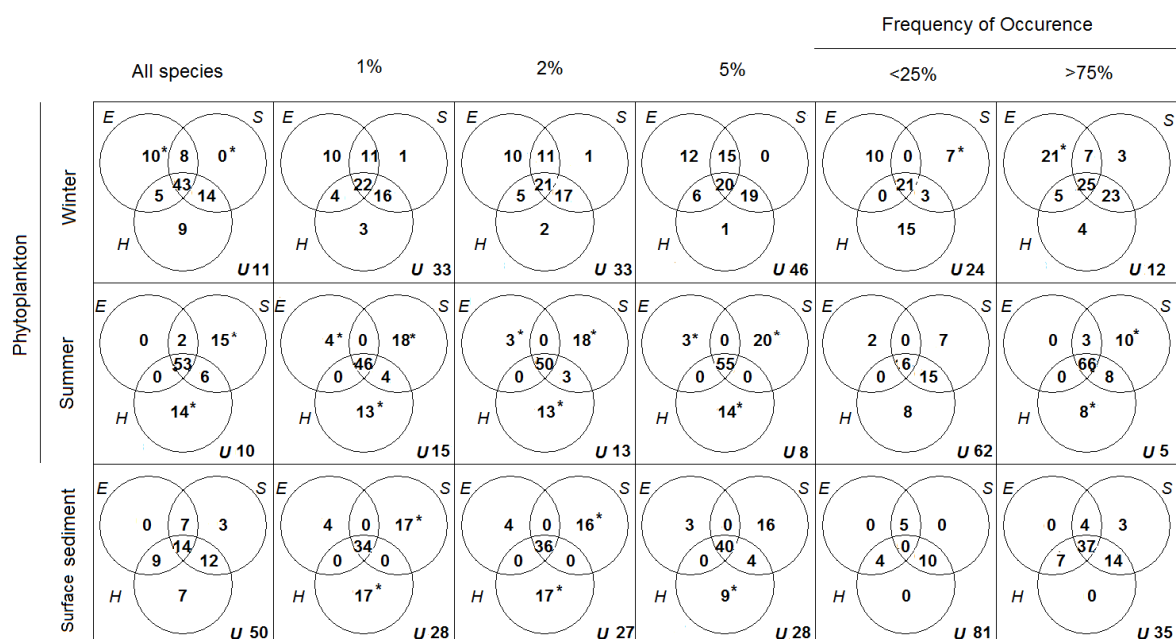 Frequency of Occurence
All species 1% 2% 5% <25% >75%
Phytoplankton
Winter
E S 10* 8 0* 43 5 14 9 H U 11
E S 10 11 1 22 4 16 3 H U 33
E S 10 11 1 21 5 17 2 H U 33
E S 12 15 0 20 6 19 1 H U 46
E S 10 0 7* 21 0 3 15 H U 24
E S 21* 7 3 25 5 23 4 H U 12
Summer
E S 0 2 15* 53 0 6 14* H U 10
E S 4* 0 18* 46 0 4 13* H U 15
E S 3* 0 18* 50 0 3 13* H U 13
E S 3* 0 20* 55 0 0 14* H U 8
E S 2 0 7 6 0 15 8 H U 62
E S 0 3 10* 66 0 8 8* H U 5
Surface sediment
E S 0 7 3 14 9 12 7 H U 50
E S 4 0 17* 34 0 0 17* H U 28
E S 4 0 16* 36 0 0 17* H U 27
E S 3 0 16 40 0 4 9* H U 28
E S 0 5 0 0 4 10 0 H U 81
E S 0 4 3 37 7 14 0 H U 35